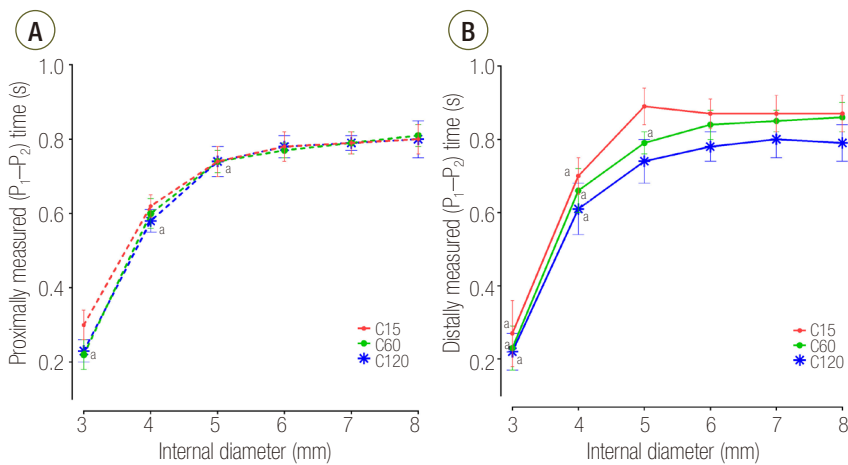 A
Proximally measured (P₁–P₂) time (s)
1.0
0.8
0.6
0.4
0.2
a
a
a
C15
C60
C120
3 4 5 6 7 8
Internal diameter (mm)
B
Distally measured (P₁–P₂) time (s)
1.0
0.8
0.6
0.4
0.2
a
a
a
a
a
a
a
C15
C60
C120
3 4 5 6 7 8
Internal diameter (mm)